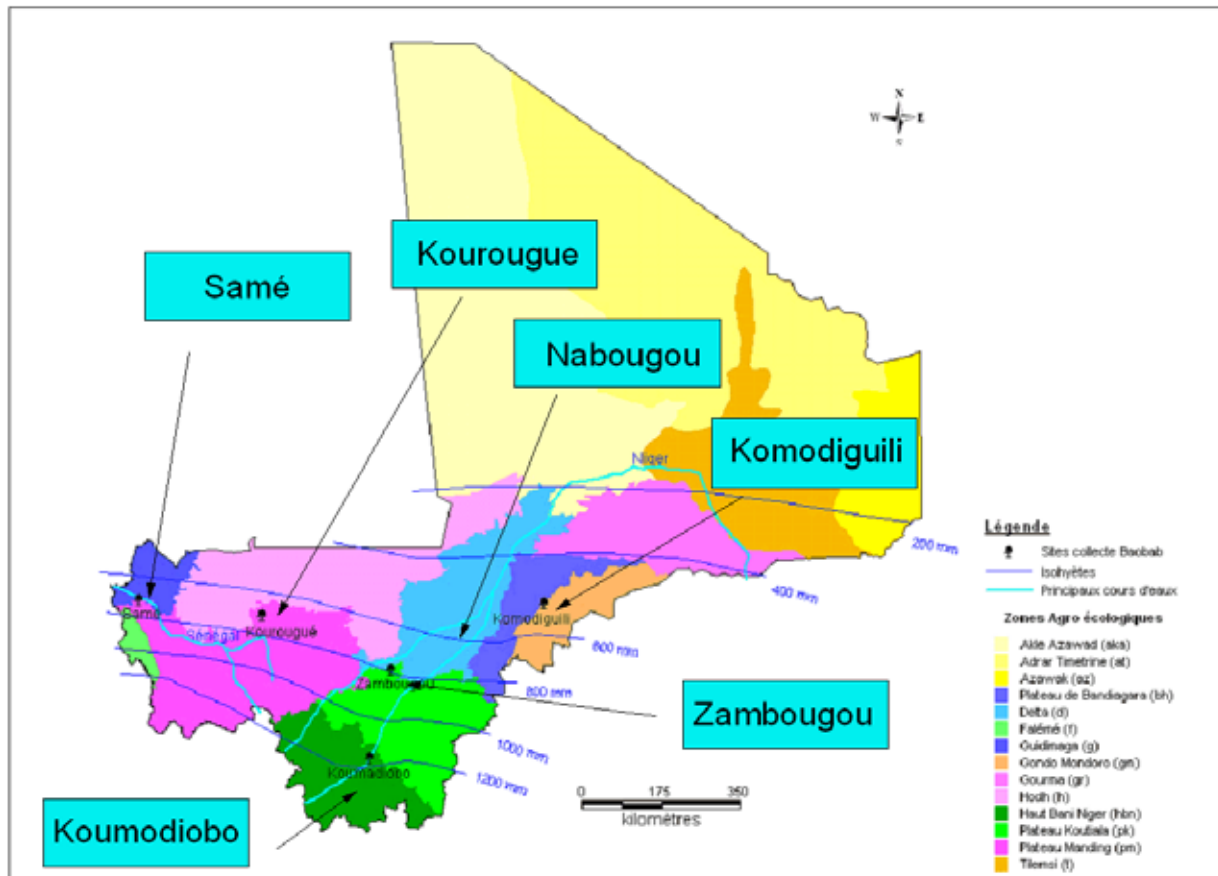 N
W E
S
Kourougue
Samé
Nabougou
Komodiguili
Niger
200 mm
400 mm
Samé
Sénégal
Kourougué
Komodiguili
600 mm
Zambougou
800 mm
Zambougou
1000 mm
Koumadiobo
1200 mm
Koumodiobo
0 175 350
kilomètres
Légende
Sites collecte Baobab
Isohyètes
Principaux cours d'eaux
Zones Agro écologiques
Aklé Azawad (aka)
Adrar Timetrine (at)
Azawak (az)
Plateau de Bandiagara (bh)
Delta (d)
Falémé (f)
Guidimaga (g)
Gondo Mondoro (gm)
Gourma (gr)
Hodh (h)
Haut Bani Niger (hbn)
Plateau Koutiala (pk)
Plateau Manding (pm)
Tilemsi (t)